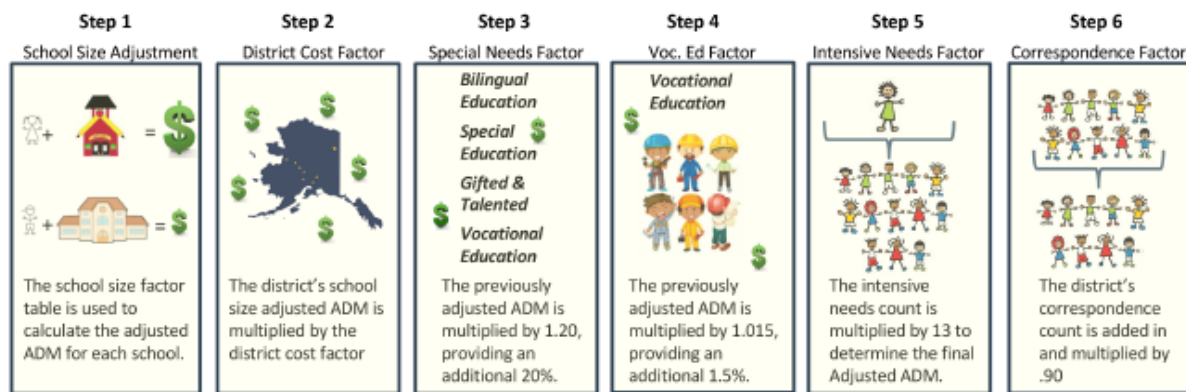 Step 1
School Size Adjustment
The school size factor
table is used to
calculate the adjusted
ADM for each school.
Step 2
District Cost Factor
The district's school
size adjusted ADM is
multiplied by the
district cost factor
Step 3
Special Needs Factor
Bilingual
Education
Special
Education
Gifted &
Talented
Vocational
Education
The previously
adjusted ADM is
multiplied by 1.20,
providing an
additional 20%.
Step 4
Voc. Ed Factor
Vocational
Education
The previously
adjusted ADM is
multiplied by 1.015,
providing an
additional 1.5%.
Step 5
Intensive Needs Factor
The intensive
needs count is
multiplied by 13 to
determine the final
Adjusted ADM.
Step 6
Correspondence Factor
The district's
correspondence
count is added in
and multiplied by
.90